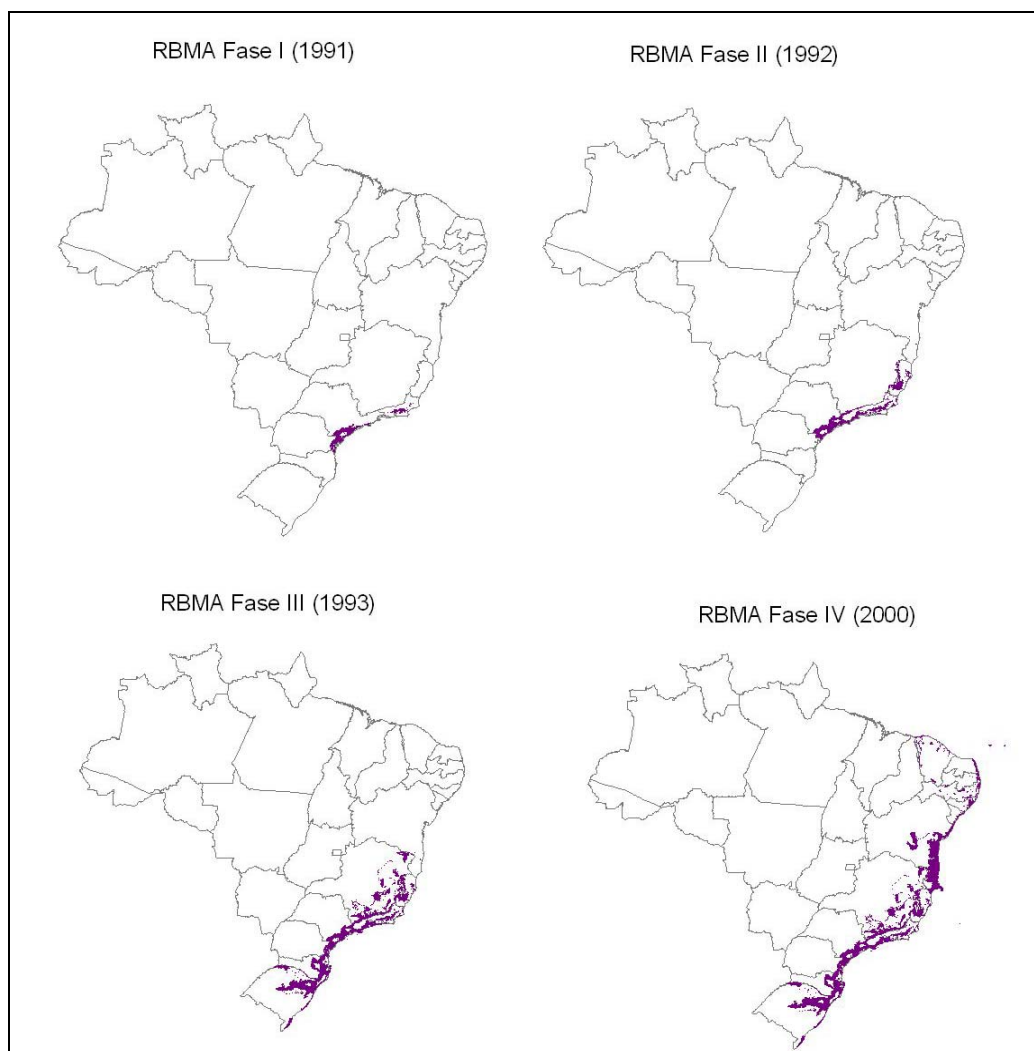 RBMA Fase I (1991)
RBMA Fase II (1992)
RBMA Fase III (1993)
RBMA Fase IV (2000)